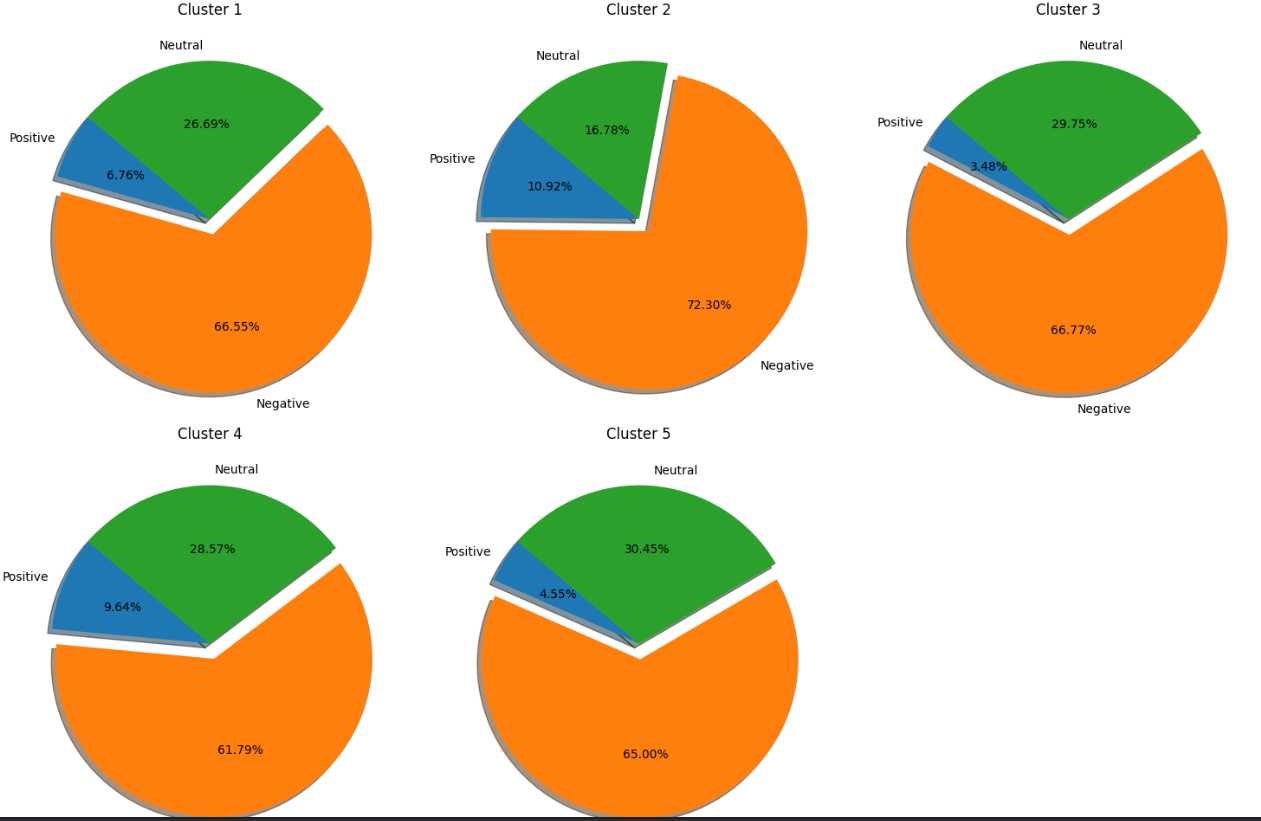 Cluster 1
Neutral
26.69%
Positive
6.76%
66.55%
Negative
Cluster 2
Neutral
16.78%
Positive
10.92%
72.30%
Negative
Cluster 3
Neutral
29.75%
Positive
3.48%
66.77%
Negative
Cluster 4
Neutral
28.57%
Positive
9.64%
61.79%
Cluster 5
Neutral
30.45%
Positive
4.55%
65.00%